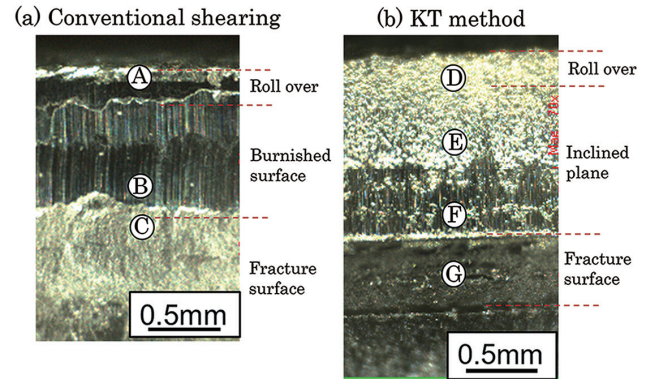 (a) Conventional shearing
(b) KT method
A
Roll over
Burnished
surface
B
C
Fracture
surface
0.5mm
D
Roll over
E
Inclined
plane
F
G
Fracture
surface
0.5mm